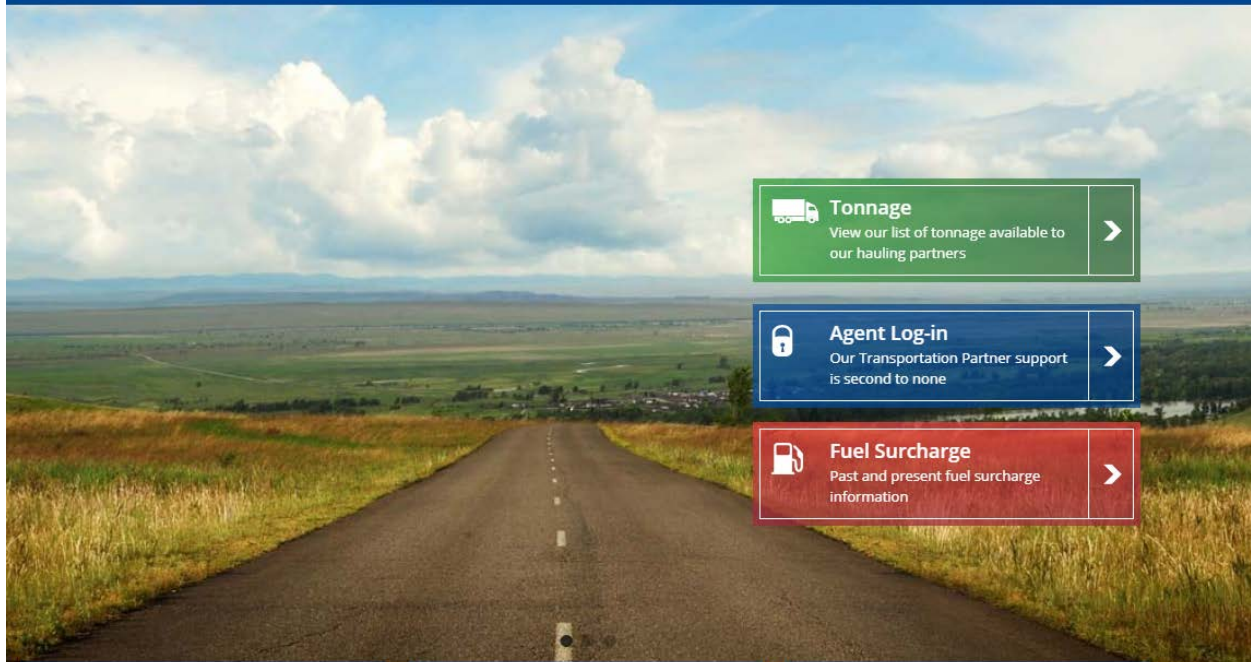 Tonnage
View our list of tonnage available to
our hauling partners
Agent Log-in
Our Transportation Partner support
is second to none
Fuel Surcharge
Past and present fuel surcharge
information